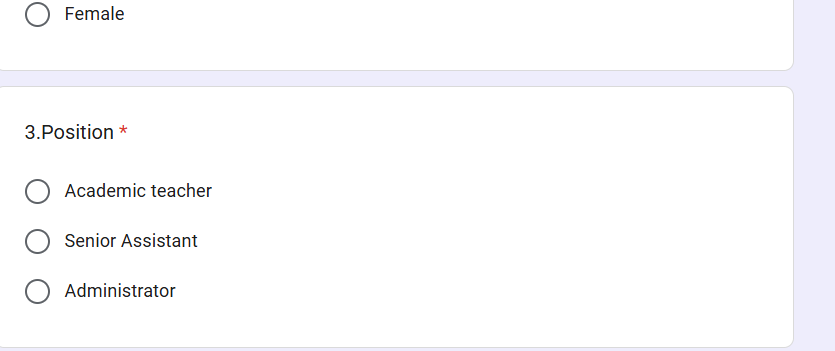 Female
3.Position *
Academic teacher
Senior Assistant
Administrator